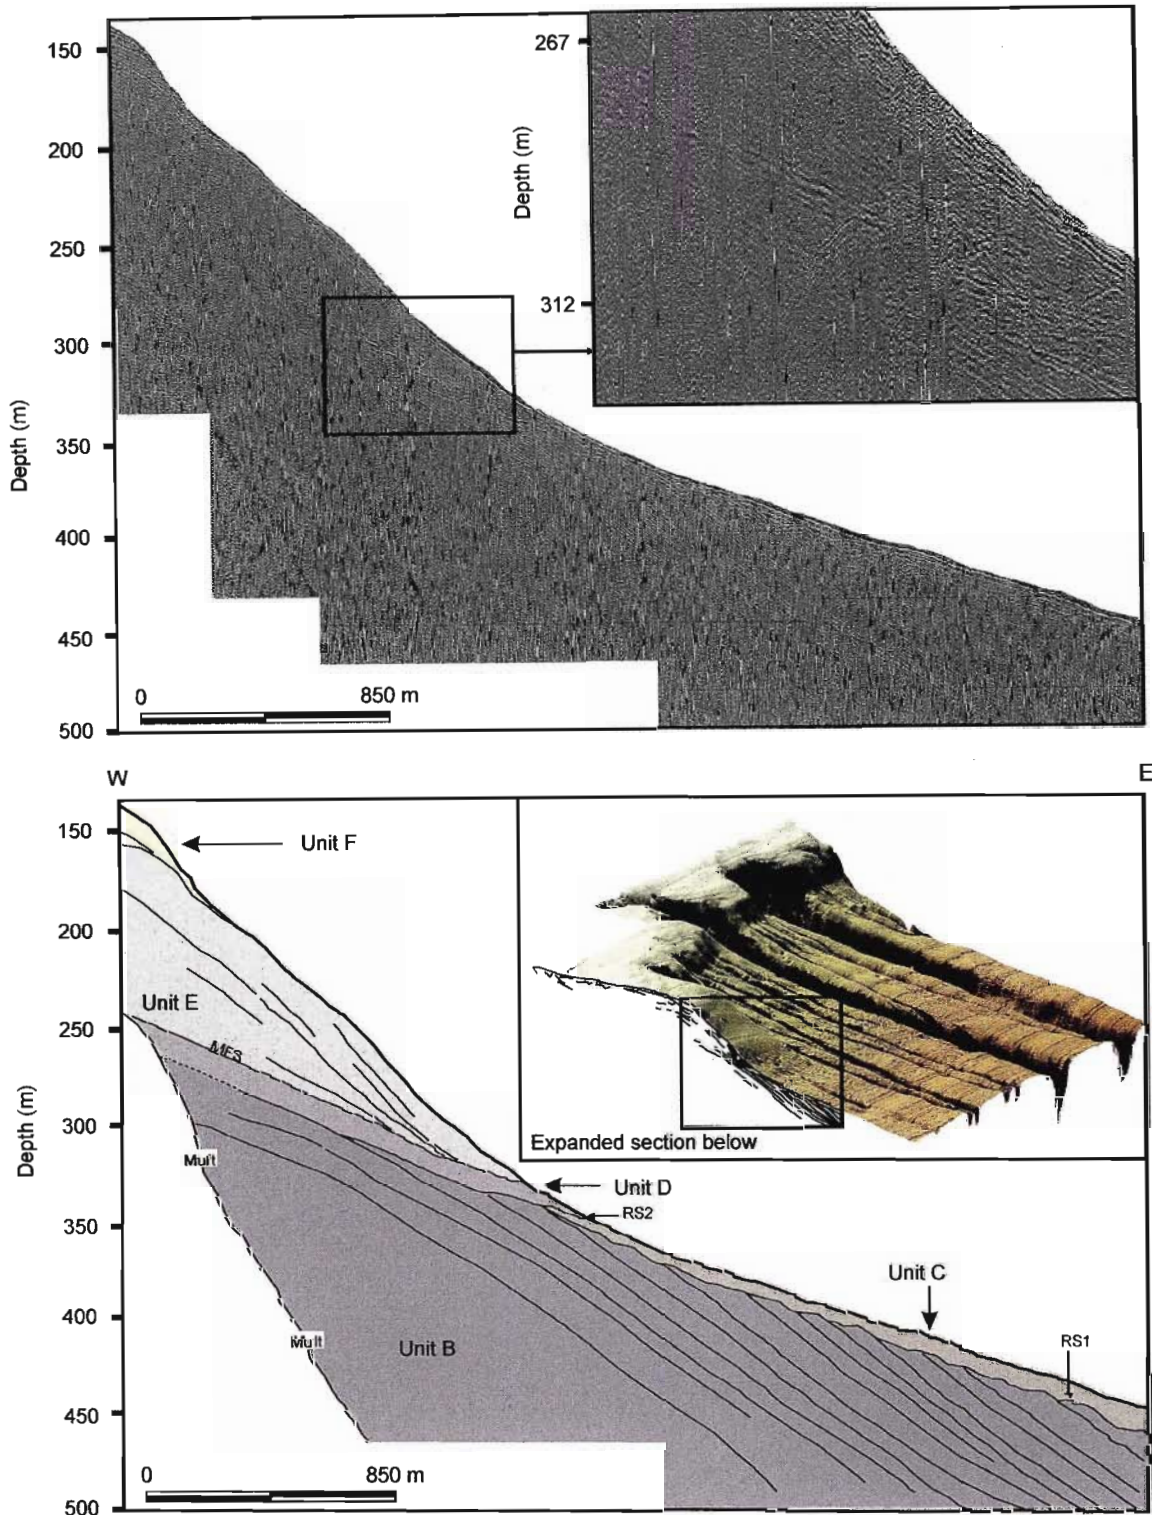 150
200
250
300
350
400
450
500
Depth (m)
0 850 m
267
312
Depth (m)
W E
150
200
250
300
350
400
450
500
Depth (m)
Unit F
Unit E
MFS
Mult
Mult
Unit B
Expanded section below
Unit D
RS2
Unit C
RS1
0 850 m